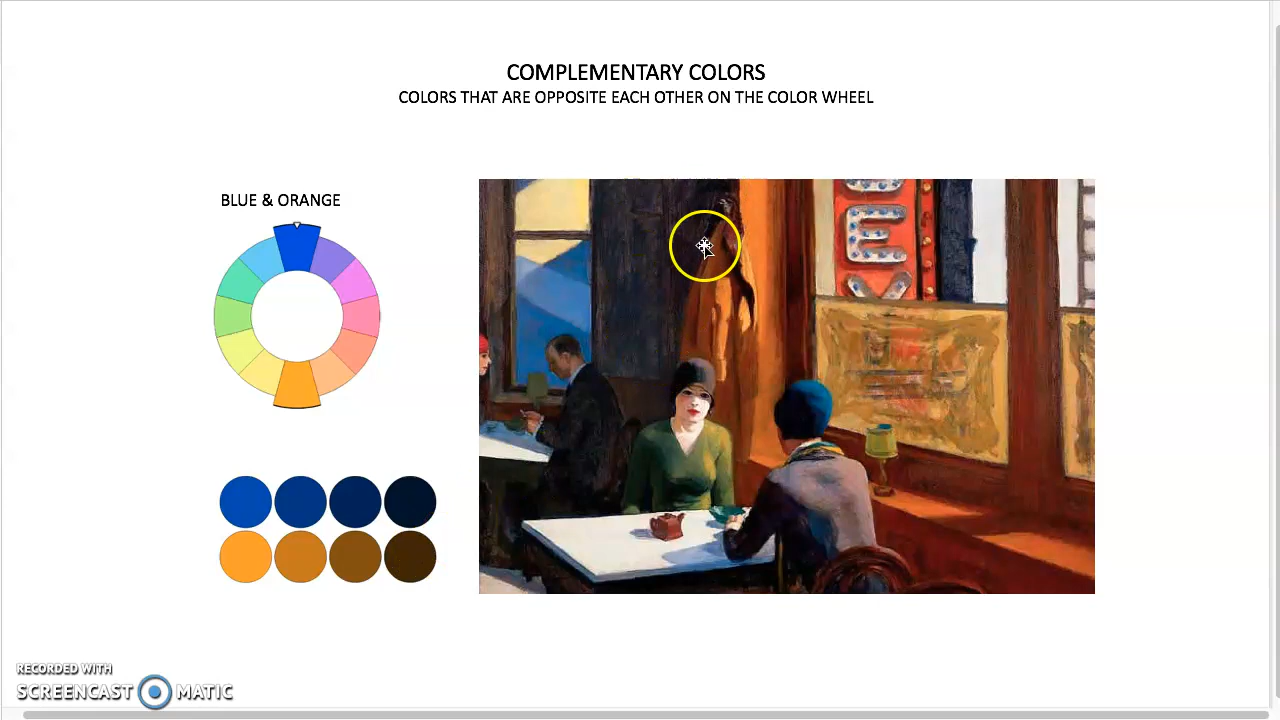 COMPLEMENTARY COLORS
COLORS THAT ARE OPPOSITE EACH OTHER ON THE COLOR WHEEL
BLUE & ORANGE
E
RECORDED WITH
SCREENCAST MATIC